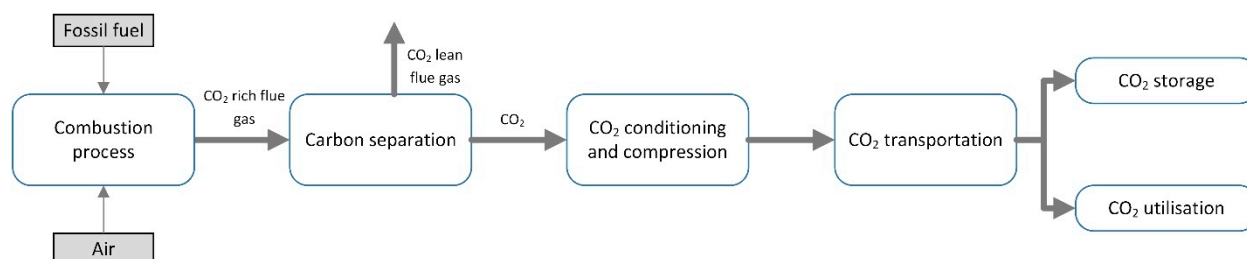 Fossil fuel
Combustion
process
Air
CO₂ rich flue
gas
CO₂ lean
flue gas
Carbon separation
CO₂
CO₂ conditioning
and compression
CO₂ transportation
CO₂ storage
CO₂ utilisation